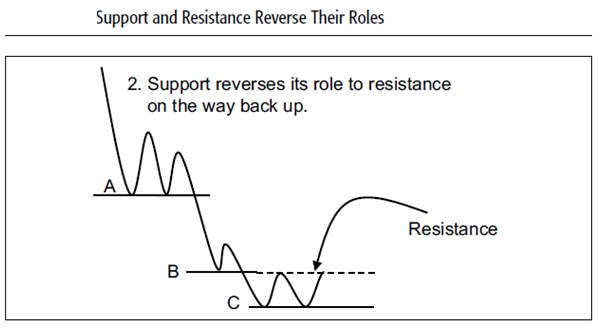 Support and Resistance Reverse Their Roles
2. Support reverses its role to resistance
on the way back up.
A
Resistance
B
C